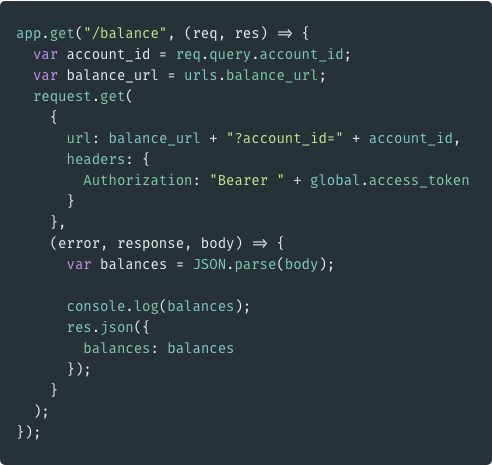 app.get("/balance", (req, res) => {
  var account_id = req.query.account_id;
  var balance_url = urls.balance_url;
  request.get(
    {
      url: balance_url + "?account_id=" + account_id,
      headers: {
        Authorization: "Bearer " + global.access_token
      }
    },
    (error, response, body) => {
      var balances = JSON.parse(body);

      console.log(balances);
      res.json({
        balances: balances
      });
    }
  );
});